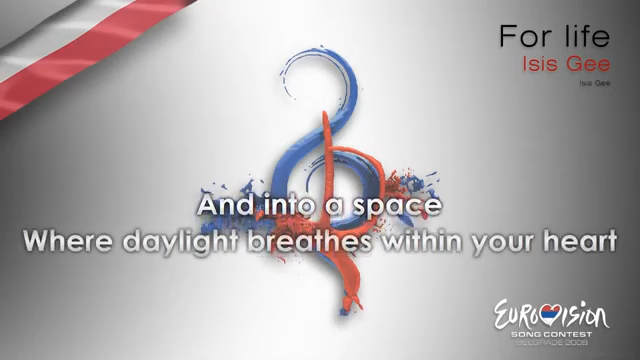 For life
Isis Gee
Isis Gee
And into a space
Where daylight breathes within your heart
EUROVISION
SONG CONTEST
BELGRADE 2008